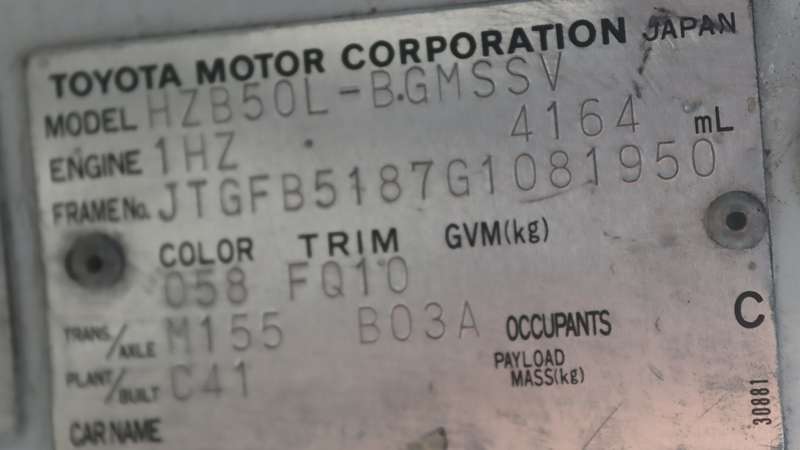 TOYOTA MOTOR CORPORATION JAPAN
MODEL HZB50L-BGMSSV
ENGINE 1HZ 4164 mL
FRAME No. JTGFB5187G1081950
COLOR TRIM GVM(kg)
058 FQ10
TRANS/AXLE M155 B03A OCCUPANTS
C
PLANT/BUILT C41 PAYLOAD MASS(kg)
CAR NAME
30881